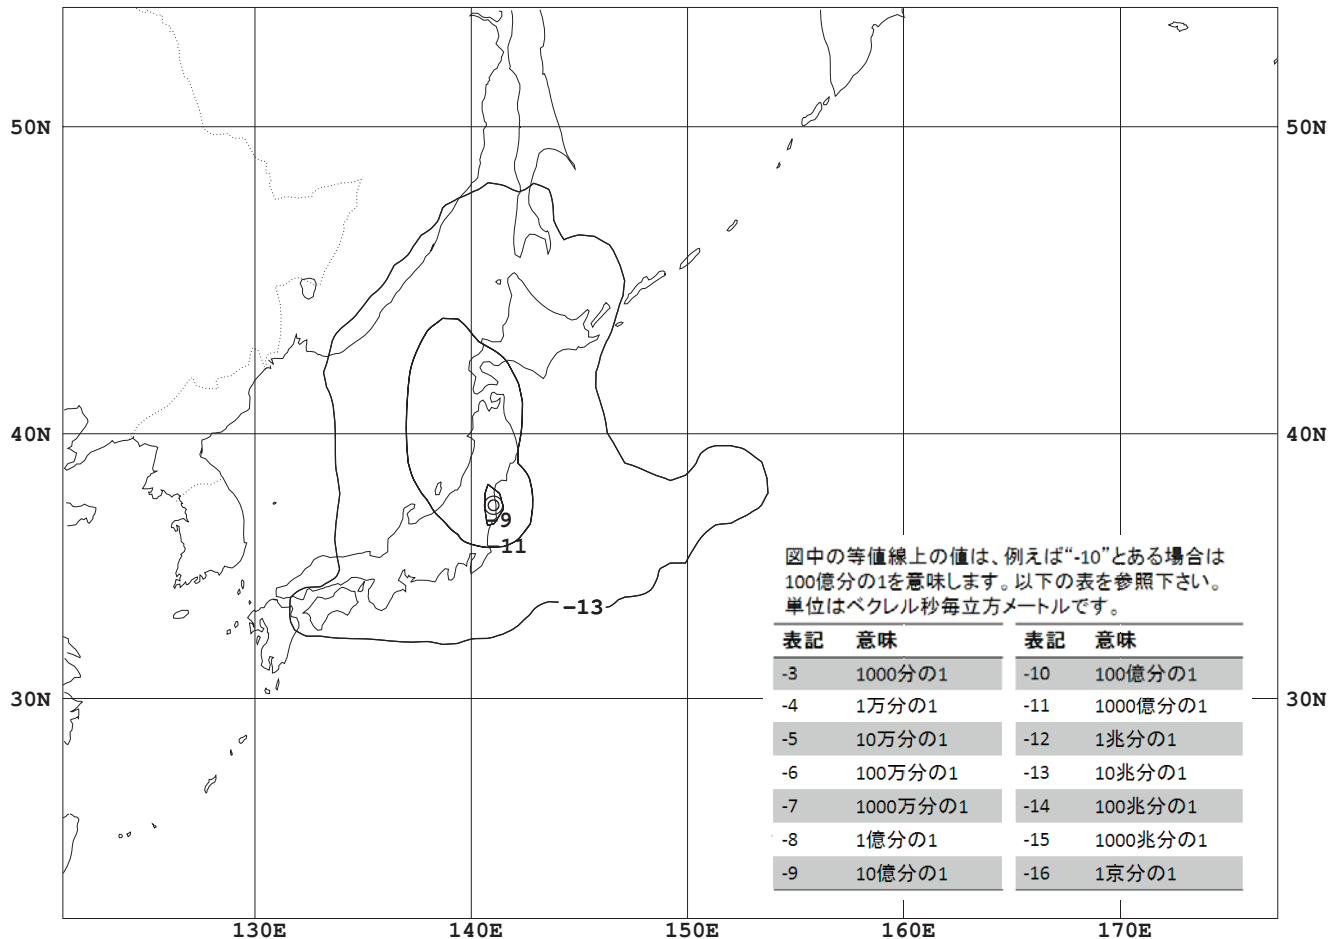 50N
50N
40N
40N
-9
-11
図中の等値線上の値は、例えば“-10”とある場合は
100億分の1を意味します。以下の表を参照下さい。
単位はベクレル秒毎立方メートルです。
-13
表記 意味 表記 意味
-3 1000分の1 -10 100億分の1
30N
-4 1万分の1 -11 1000億分の1
30N
-5 10万分の1 -12 1兆分の1
-6 100万分の1 -13 10兆分の1
-7 1000万分の1 -14 100兆分の1
-8 1億分の1 -15 1000兆分の1
-9 10億分の1 -16 1京分の1
130E 140E 150E 160E 170E